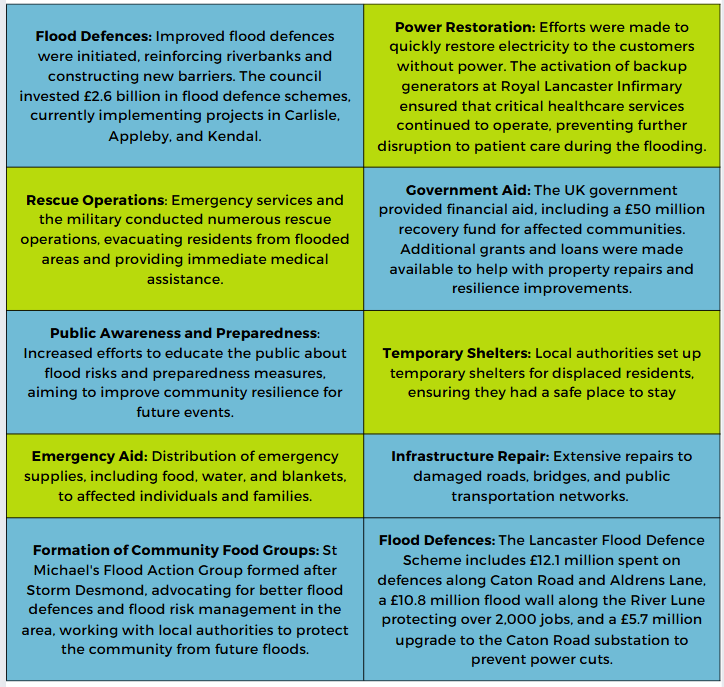 Flood Defences: Improved flood defences
were initiated, reinforcing riverbanks and
constructing new barriers. The council
invested £2.6 billion in flood defence schemes,
currently implementing projects in Carlisle,
Appleby, and Kendal.
Power Restoration: Efforts were made to
quickly restore electricity to the customers
without power. The activation of backup
generators at Royal Lancaster Infirmary
ensured that critical healthcare services
continued to operate, preventing further
disruption to patient care during the flooding.
Rescue Operations: Emergency services and
the military conducted numerous rescue
operations, evacuating residents from flooded
areas and providing immediate medical
assistance.
Government Aid: The UK government
provided financial aid, including a £50 million
recovery fund for affected communities.
Additional grants and loans were made
available to help with property repairs and
resilience improvements.
Public Awareness and Preparedness:
Increased efforts to educate the public about
flood risks and preparedness measures,
aiming to improve community resilience for
future events.
Temporary Shelters: Local authorities set up
temporary shelters for displaced residents,
ensuring they had a safe place to stay
Emergency Aid: Distribution of emergency
supplies, including food, water, and blankets,
to affected individuals and families.
Infrastructure Repair: Extensive repairs to
damaged roads, bridges, and public
transportation networks.
Formation of Community Food Groups: St
Michael's Flood Action Group formed after
Storm Desmond, advocating for better flood
defences and flood risk management in the
area, working with local authorities to protect
the community from future floods.
Flood Defences: The Lancaster Flood Defence
Scheme includes £12.1 million spent on
defences along Caton Road and Aldrens Lane,
a £10.8 million flood wall along the River Lune
protecting over 2,000 jobs, and a £5.7 million
upgrade to the Caton Road substation to
prevent power cuts.